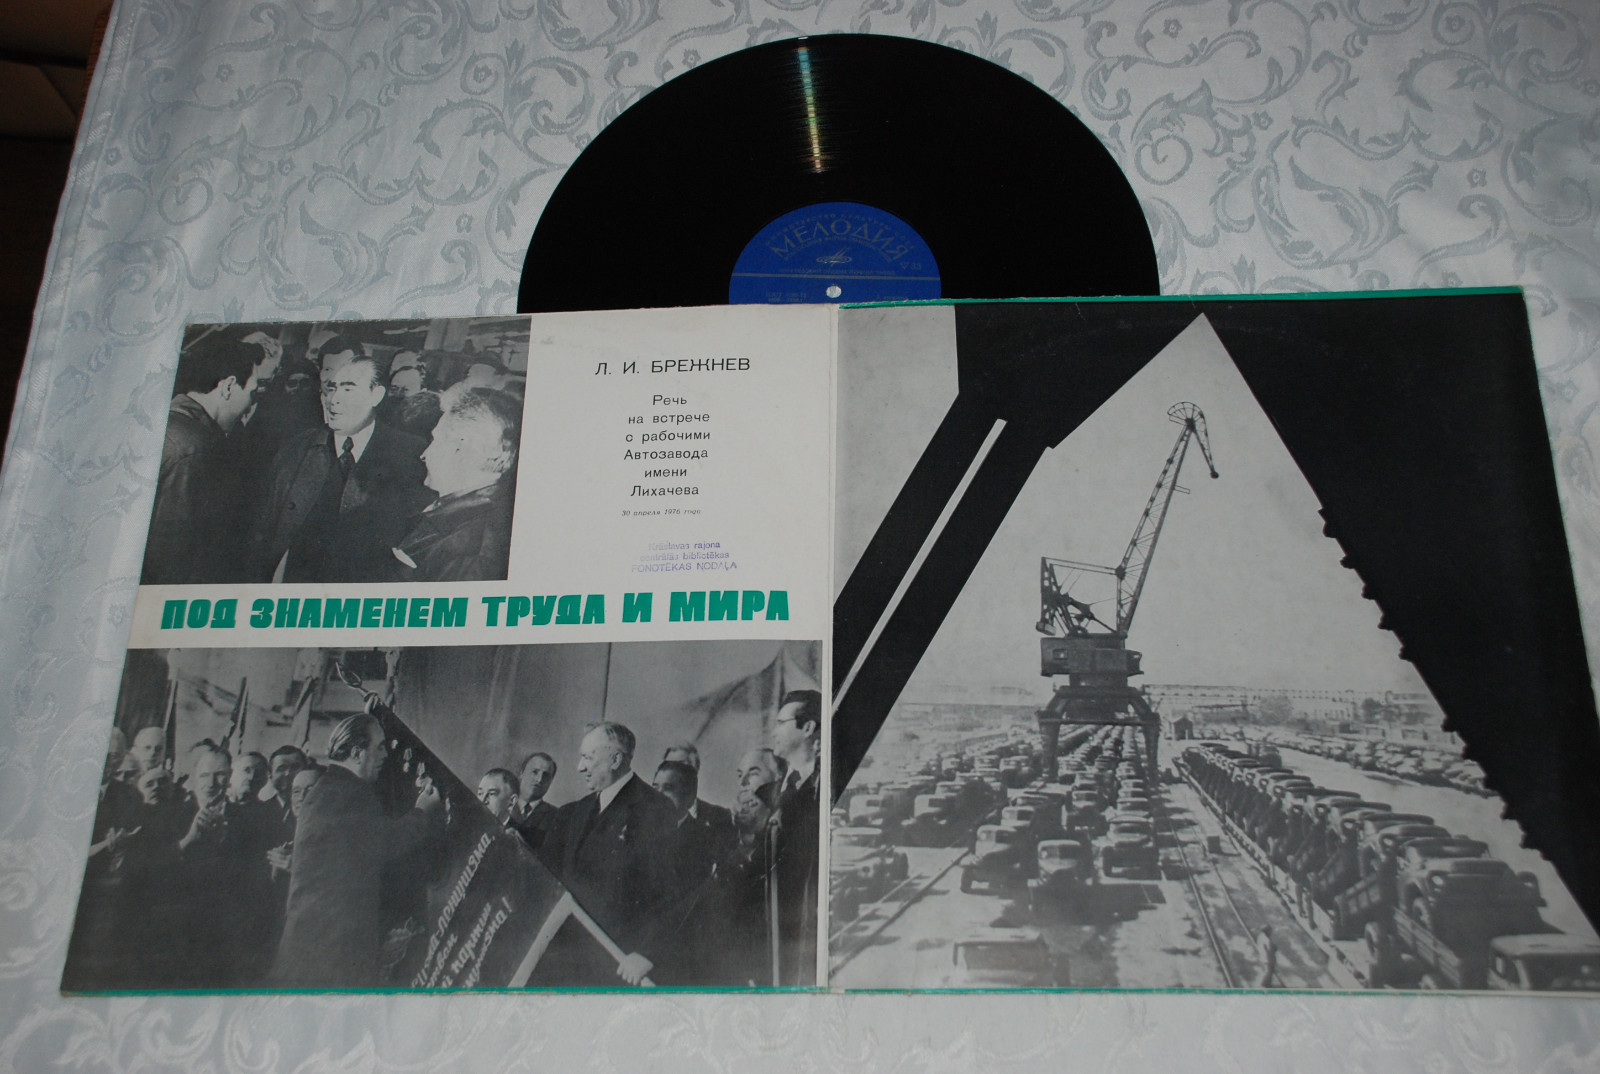 МЕЛОДИЯ
Л. И. БРЕЖНЕВ
Речь
на встрече
с рабочими
Автозавода
имени
Лихачева
30 апреля 1976 года
Krāslavas rajona
centrālās bibliotēkas
FONOTĒKAS NODAĻA
ПОД ЗНАМЕНЕМ ТРУДА И МИРА